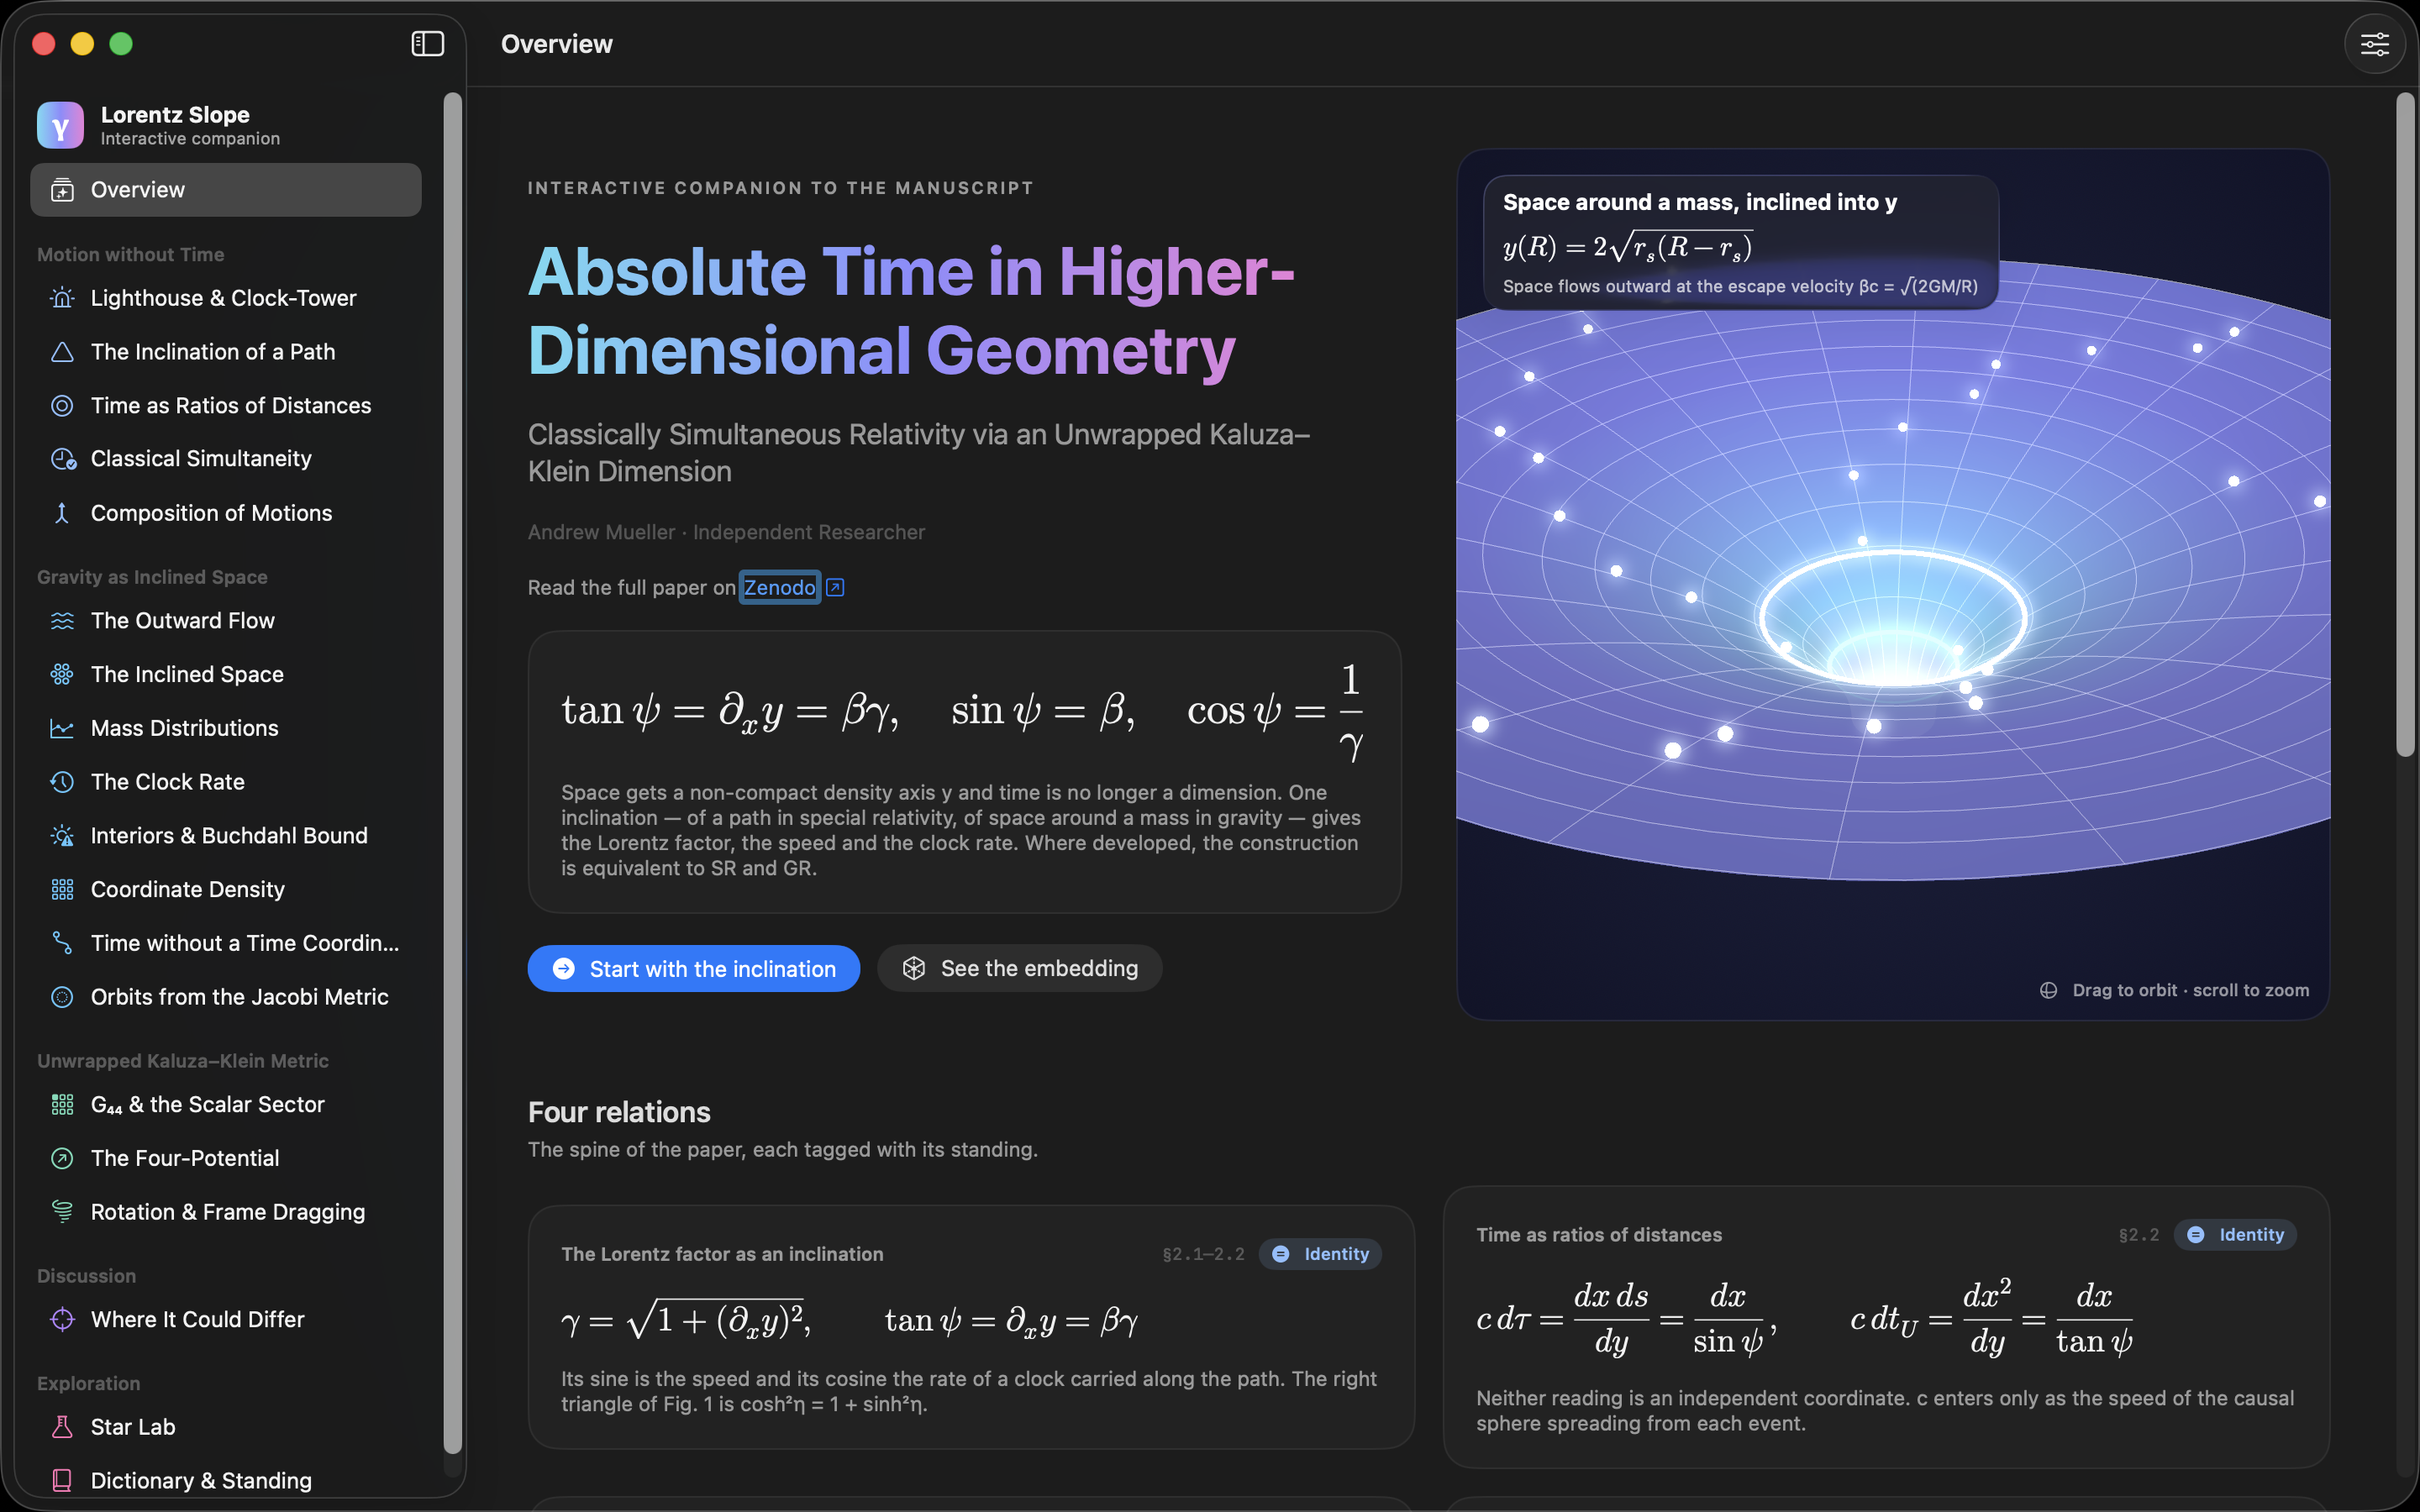 Overview
γ
Lorentz Slope
Interactive companion
Overview
Motion without Time
Lighthouse & Clock-Tower
The Inclination of a Path
Time as Ratios of Distances
Classical Simultaneity
Composition of Motions
Gravity as Inclined Space
The Outward Flow
The Inclined Space
Mass Distributions
The Clock Rate
Interiors & Buchdahl Bound
Coordinate Density
Time without a Time Coordin...
Orbits from the Jacobi Metric
Unwrapped Kaluza–Klein Metric
G₄₄ & the Scalar Sector
The Four-Potential
Rotation & Frame Dragging
Discussion
Where It Could Differ
Exploration
Star Lab
Dictionary & Standing
INTERACTIVE COMPANION TO THE MANUSCRIPT
Absolute Time in Higher-
Dimensional Geometry
Classically Simultaneous Relativity via an Unwrapped Kaluza–
Klein Dimension
Andrew Mueller · Independent Researcher
Read the full paper on Zenodo
tan ψ = ∂ₓy = βγ, sin ψ = β, cos ψ = 1/γ
Space gets a non-compact density axis y and time is no longer a dimension. One
inclination — of a path in special relativity, of space around a mass in gravity — gives
the Lorentz factor, the speed and the clock rate. Where developed, the construction
is equivalent to SR and GR.
Start with the inclination
See the embedding
Space around a mass, inclined into y
y(R) = 2√(r_s(R − r_s))
Space flows outward at the escape velocity βc = √(2GM/R)
Drag to orbit · scroll to zoom
Four relations
The spine of the paper, each tagged with its standing.
The Lorentz factor as an inclination §2.1–2.2 Identity
γ = √(1 + (∂ₓy)²), tan ψ = ∂ₓy = βγ
Its sine is the speed and its cosine the rate of a clock carried along the path. The right
triangle of Fig. 1 is cosh²η = 1 + sinh²η.
Time as ratios of distances §2.2 Identity
c dτ = dx ds/dy = dx/sin ψ, c dt_U = dx²/dy = dx/tan ψ
Neither reading is an independent coordinate. c enters only as the speed of the causal
sphere spreading from each event.